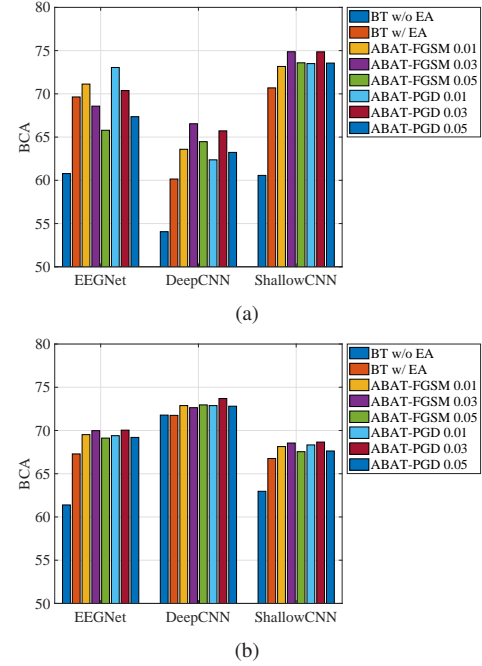 80
75
70
65
60
55
50
BCA
EEGNet
DeepCNN
ShallowCNN
BT w/o EA
BT w/ EA
ABAT-FGSM 0.01
ABAT-FGSM 0.03
ABAT-FGSM 0.05
ABAT-PGD 0.01
ABAT-PGD 0.03
ABAT-PGD 0.05
(a)
80
75
70
65
60
55
50
BCA
EEGNet
DeepCNN
ShallowCNN
BT w/o EA
BT w/ EA
ABAT-FGSM 0.01
ABAT-FGSM 0.03
ABAT-FGSM 0.05
ABAT-PGD 0.01
ABAT-PGD 0.03
ABAT-PGD 0.05
(b)